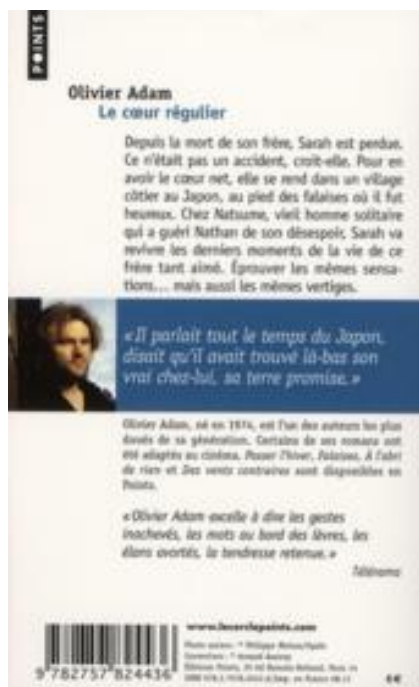 POINTS
Olivier Adam
Le cœur régulier
Depuis la mort de son frère, Sarah est perdue.
Ce n'était pas un accident, croit-elle. Pour en
avoir le cœur net, elle se rend dans un village
côtier au Japon, au pied des falaises où il fut
heureux. Chez Natsume, vieil homme solitaire
qui a guéri Nathan de son désespoir, Sarah va
revivre les derniers moments de la vie de ce
frère tant aimé. Éprouver les mêmes sensa-
tions... mais aussi les mêmes vertiges.
«Il parlait tout le temps du Japon,
disait qu'il avait trouvé là-bas son
vrai chez-lui, sa terre promise.»
Olivier Adam, né en 1974, est l'un des auteurs les plus
doués de sa génération. Certains de ses romans ont
été adaptés au cinéma. Passer l'hiver, Falaises, À l'abri
de rien et Des vents contraires sont disponibles en
Points.
«Olivier Adam excelle à dire les gestes
inachevés, les mots au bord des lèvres, les
élans avortés, la tendresse retenue.»
Télérama
www.lecerclepoints.com
9 782757 824436